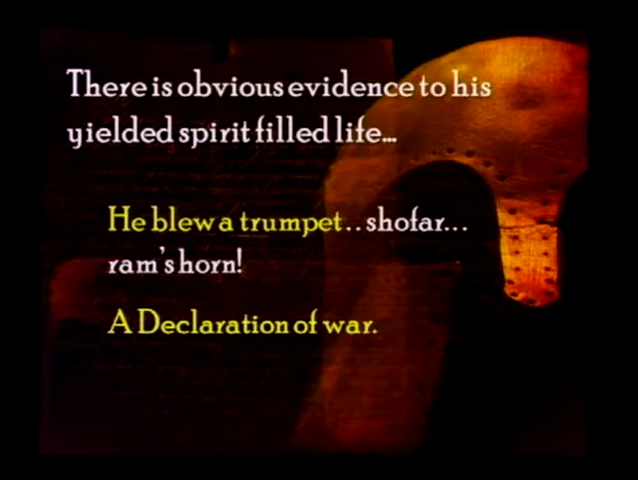 There is obvious evidence to his
yielded spirit filled life...
He blew a trumpet.. shofar...
ram's horn!
A Declaration of war.